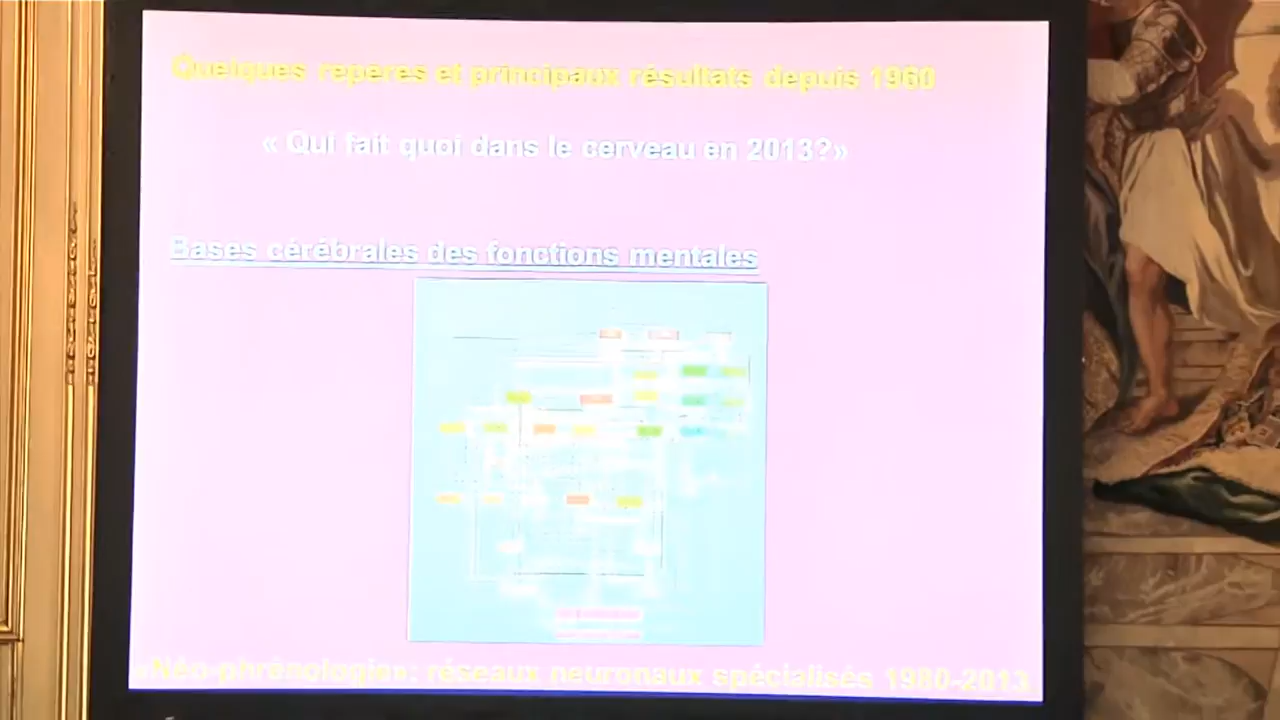 Quelques repères et principaux résultats depuis 1960
« Qui fait quoi dans le cerveau en 2013?»
Bases cérébrales des fonctions mentales
«Néo-phrénologie»: réseaux neuronaux spécialisés 1980-2013